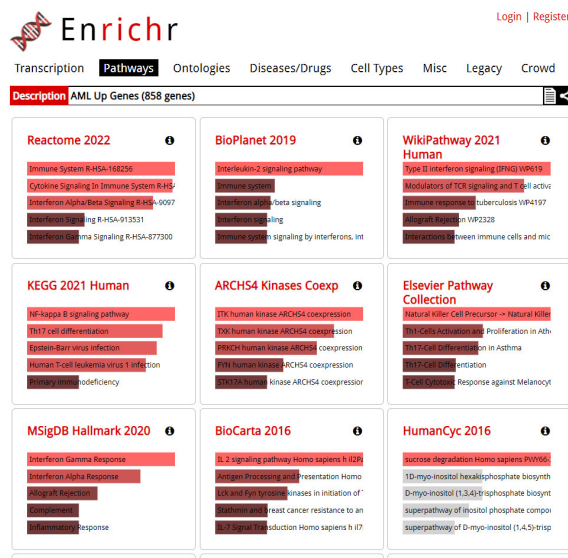 Login | Register
Enrichr
Transcription Pathways Ontologies Diseases/Drugs Cell Types Misc Legacy Crowd
Description AML Up Genes (858 genes)
Reactome 2022
Immune System R-HSA-168256
Cytokine Signaling In Immune System R-HSA
Interferon Alpha/Beta Signaling R-HSA-9097
Interferon Signaling R-HSA-913531
Interferon Gamma Signaling R-HSA-877300
BioPlanet 2019
Interleukin-2 signaling pathway
Immune system
Interferon alpha/beta signaling
Interferon signaling
Immune system signaling by interferons, int
WikiPathway 2021
Human
Type II interferon signaling (IFNG) WP619
Modulators of TCR signaling and T cell activa
Immune response to tuberculosis WP4197
Allograft Rejection WP2328
Interactions between immune cells and mic
KEGG 2021 Human
NF-kappa B signaling pathway
Th17 cell differentiation
Epstein-Barr virus infection
Human T-cell leukemia virus 1 infection
Primary immunodeficiency
ARCHS4 Kinases Coexp
ITK human kinase ARCHS4 coexpression
TXK human kinase ARCHS4 coexpression
PRKCH human kinase ARCHS4 coexpression
FYN human kinase ARCHS4 coexpression
STK17A human kinase ARCHS4 coexpression
Elsevier Pathway
Collection
Natural Killer Cell Precursor -> Natural Killer
Th1-Cells Activation and Proliferation in Ath
Th17-Cell Differentiation in Asthma
Th17-Cell Differentiation
T-Cell Cytotoxic Response against Melanocyt
MSigDB Hallmark 2020
Interferon Gamma Response
Interferon Alpha Response
Allograft Rejection
Complement
Inflammatory Response
BioCarta 2016
IL 2 signaling pathway Homo sapiens h il2Pa
Antigen Processing and Presentation Homo
Lck and Fyn tyrosine kinases in initiation of
Stathmin and breast cancer resistance to an
IL-7 Signal Transduction Homo sapiens h il7
HumanCyc 2016
sucrose degradation Homo sapiens PWY66-
1D-myo-inositol hexakisphosphate biosynth
D-myo-inositol (1,3,4)-trisphosphate biosynt
superpathway of inositol phosphate compou
superpathway of D-myo-inositol (1,4,5)-trisp